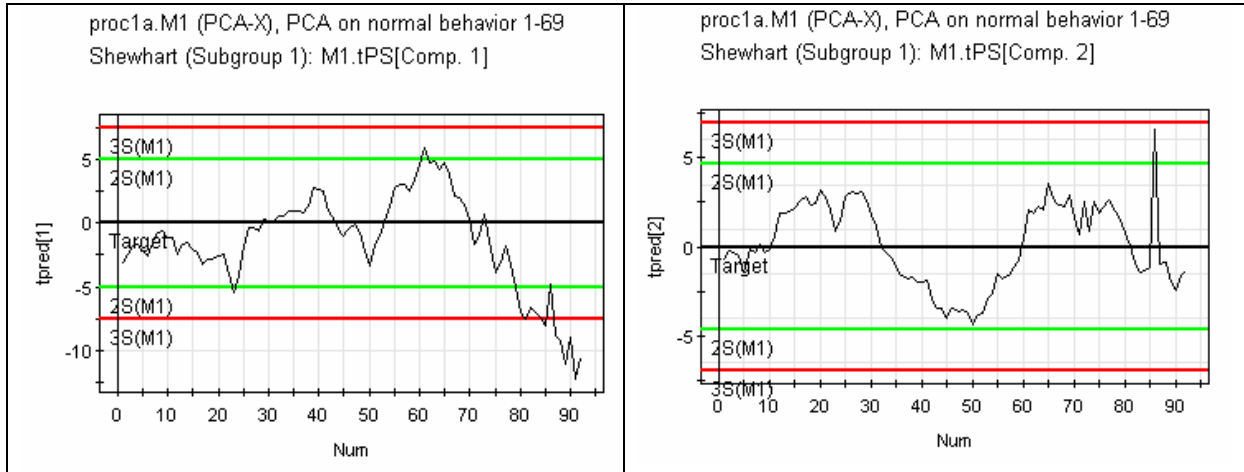 proc1a.M1 (PCA-X), PCA on normal behavior 1-69
Shewhart (Subgroup 1): M1.tPS[Comp. 1]
3S(M1)
5
2S(M1)
0
Target
tpred[1]
-5
2S(M1)
3S(M1)
-10
0 10 20 30 40 50 60 70 80 90
Num
proc1a.M1 (PCA-X), PCA on normal behavior 1-69
Shewhart (Subgroup 1): M1.tPS[Comp. 2]
3S(M1)
5
2S(M1)
0
Target
tpred[2]
-5
2S(M1)
3S(M1)
0 10 20 30 40 50 60 70 80 90
Num